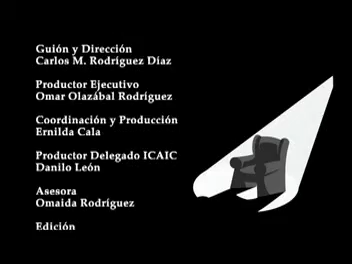 Guión y Dirección
Carlos M. Rodríguez Díaz
Productor Ejecutivo
Omar Olazábal Rodríguez
Coordinación y Producción
Ernilda Cala
Productor Delegado ICAIC
Danilo León
Asesora
Omaida Rodríguez
Edición